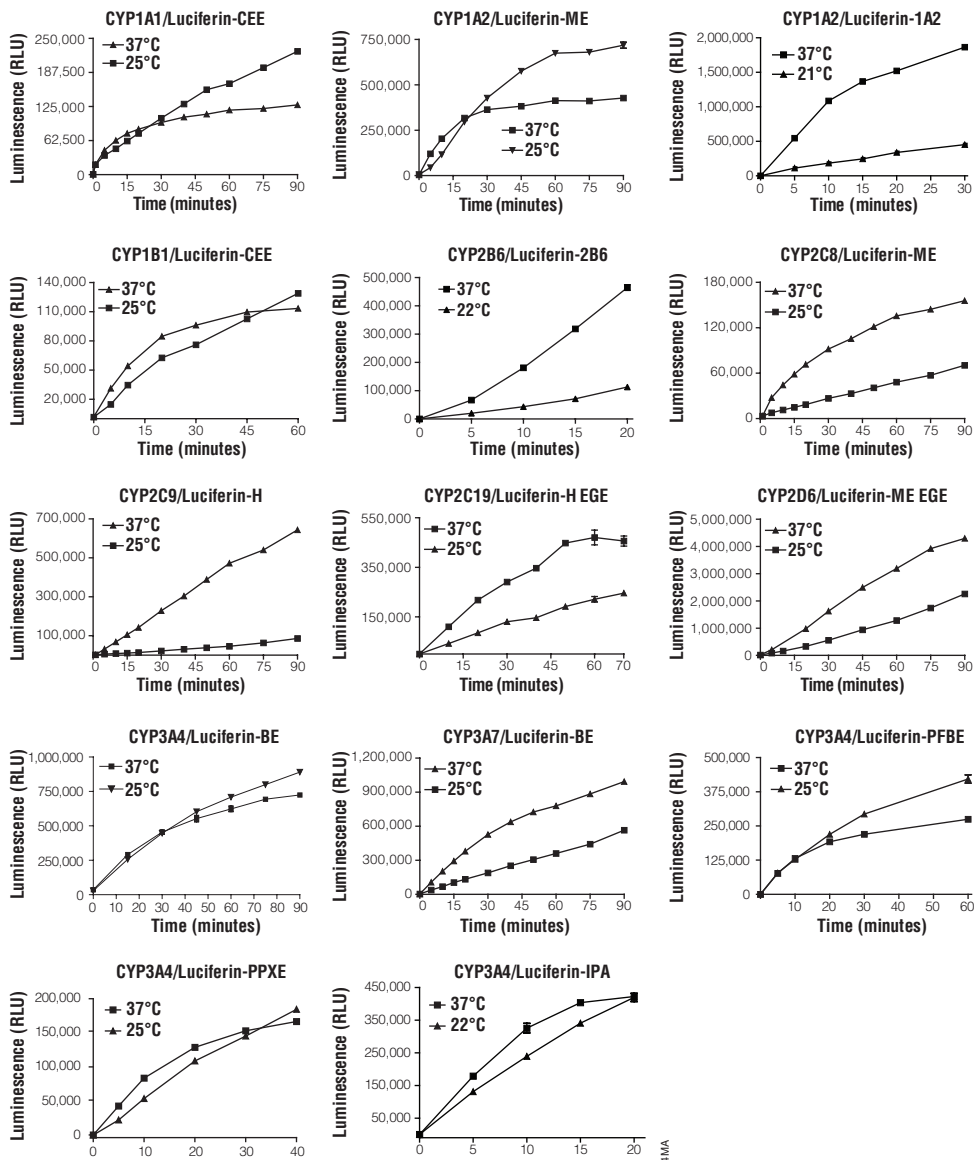 CYP1A1/Luciferin-CEE
Luminescence (RLU)
250,000
187,500
125,000
62,500
0
37°C
25°C
0 15 30 45 60 75 90
Time (minutes)
CYP1A2/Luciferin-ME
Luminescence (RLU)
750,000
500,000
250,000
0
37°C
25°C
0 15 30 45 60 75 90
Time (minutes)
CYP1A2/Luciferin-1A2
Luminescence (RLU)
2,000,000
1,500,000
1,000,000
500,000
0
37°C
21°C
0 5 10 15 20 25 30
Time (minutes)
CYP1B1/Luciferin-CEE
Luminescence (RLU)
140,000
110,000
80,000
50,000
20,000
37°C
25°C
0 15 30 45 60
Time (minutes)
CYP2B6/Luciferin-2B6
Luminescence (RLU)
500,000
400,000
300,000
200,000
100,000
0
37°C
22°C
0 5 10 15 20
Time (minutes)
CYP2C8/Luciferin-ME
Luminescence (RLU)
180,000
120,000
60,000
0
37°C
25°C
0 15 30 45 60 75 90
Time (minutes)
CYP2C9/Luciferin-H
Luminescence (RLU)
700,000
500,000
300,000
100,000
37°C
25°C
0 10 20 30 40 50 60 70 80 90
Time (minutes)
CYP2C19/Luciferin-H EGE
Luminescence (RLU)
550,000
350,000
150,000
37°C
25°C
0 10 20 30 40 50 60 70
Time (minutes)
CYP2D6/Luciferin-ME EGE
Luminescence (RLU)
5,000,000
4,000,000
3,000,000
2,000,000
1,000,000
0
37°C
25°C
0 15 30 45 60 75 90
Time (minutes)
CYP3A4/Luciferin-BE
Luminescence (RLU)
1,000,000
750,000
500,000
250,000
0
37°C
25°C
0 10 20 30 40 50 60 70 80 90
Time (minutes)
CYP3A7/Luciferin-BE
Luminescence (RLU)
1,200,000
900,000
600,000
300,000
0
37°C
25°C
0 15 30 45 60 75 90
Time (minutes)
CYP3A4/Luciferin-PFBE
Luminescence (RLU)
500,000
375,000
250,000
125,000
0
37°C
25°C
10 20 30 40 50 60
Time (minutes)
CYP3A4/Luciferin-PPXE
Luminescence (RLU)
200,000
150,000
100,000
50,000
0
37°C
25°C
0 10 20 30 40
CYP3A4/Luciferin-IPA
Luminescence (RLU)
450,000
350,000
250,000
150,000
50,000
37°C
22°C
0 5 10 15 20